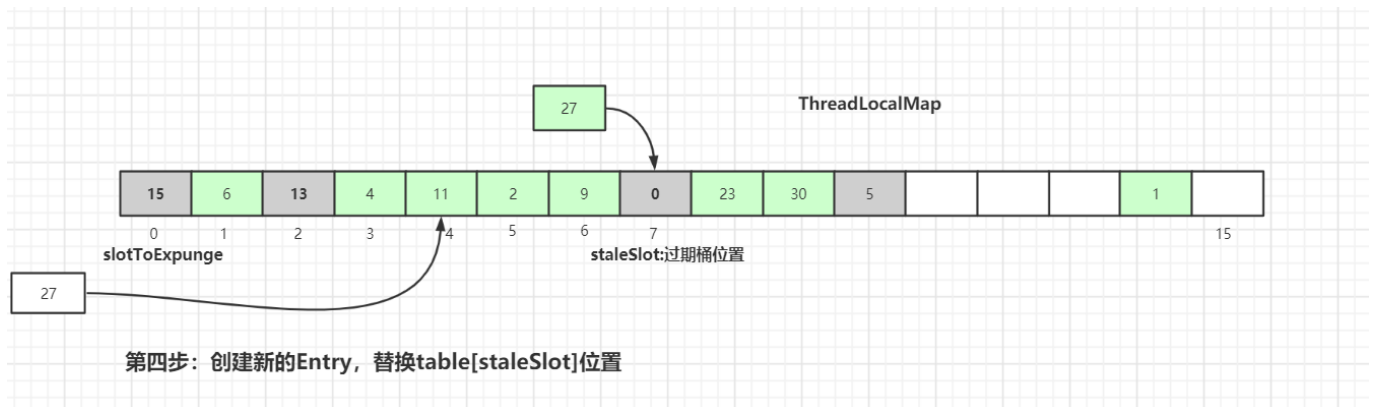 27
ThreadLocalMap
15 6 13 4 11 2 9 0 23 30 5 1
0 1 2 3 4 5 6 7 15
slotToExpunge
staleSlot:过期桶位置
27
第四步：创建新的Entry，替换table[staleSlot]位置